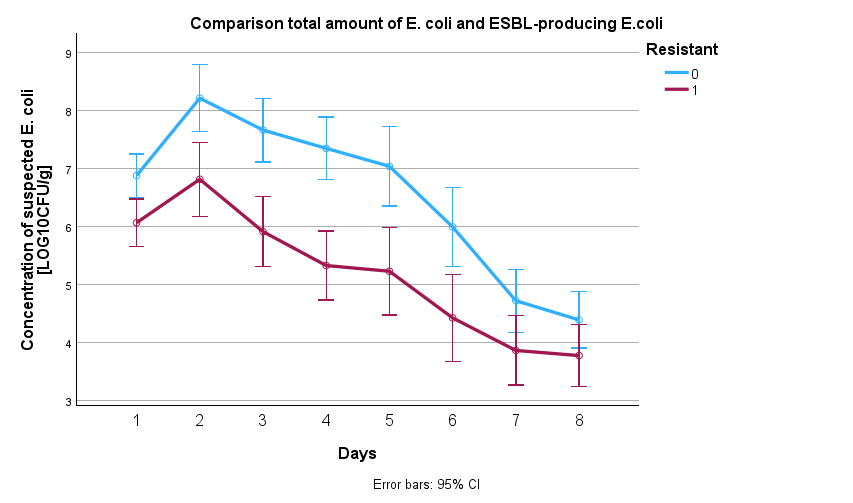 Comparison total amount of E. coli and ESBL-producing E.coli
Resistant
0
1
Concentration of suspected E. coli
[LOG10CFU/g]
9
8
7
6
5
4
3
1 2 3 4 5 6 7 8
Days
Error bars: 95% CI